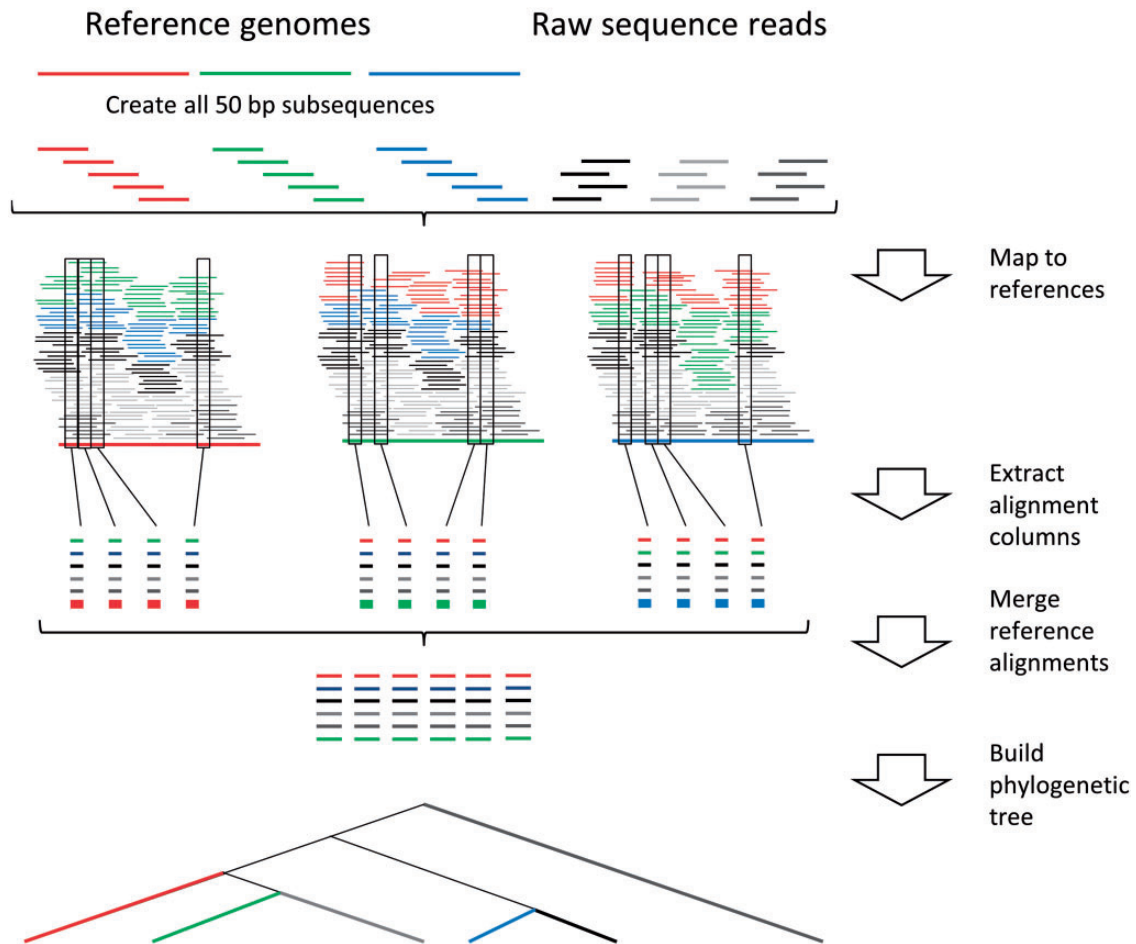 Reference genomes
Raw sequence reads
Create all 50 bp subsequences
Map to
references
Extract
alignment
columns
Merge
reference
alignments
Build
phylogenetic
tree